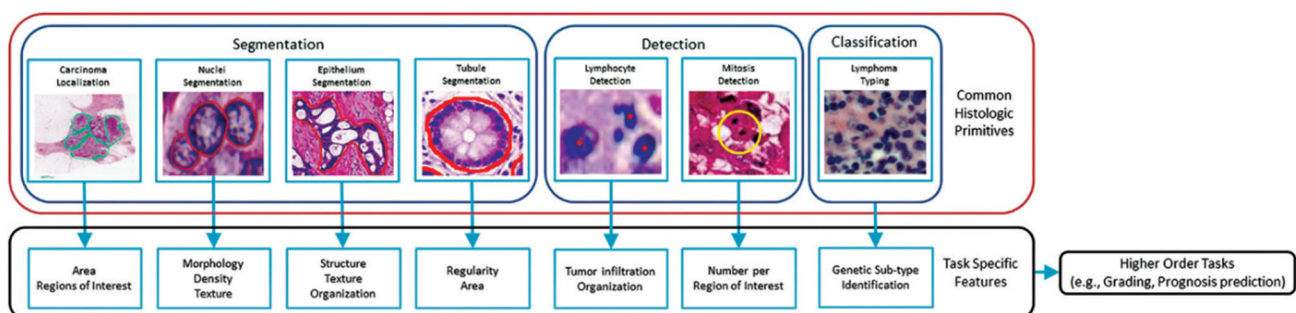 Segmentation
Detection
Classification
Carcinoma
Localization
Nuclei
Segmentation
Epithelium
Segmentation
Tubule
Segmentation
Lymphocyte
Detection
Mitosis
Detection
Lymphoma
Typing
Common
Histologic
Primitives
Area
Regions of Interest
Morphology
Density
Texture
Structure
Texture
Organization
Regularity
Area
Tumor infiltration
Organization
Number per
Region of Interest
Genetic Sub-type
Identification
Task Specific
Features
Higher Order Tasks
(e.g., Grading, Prognosis prediction)